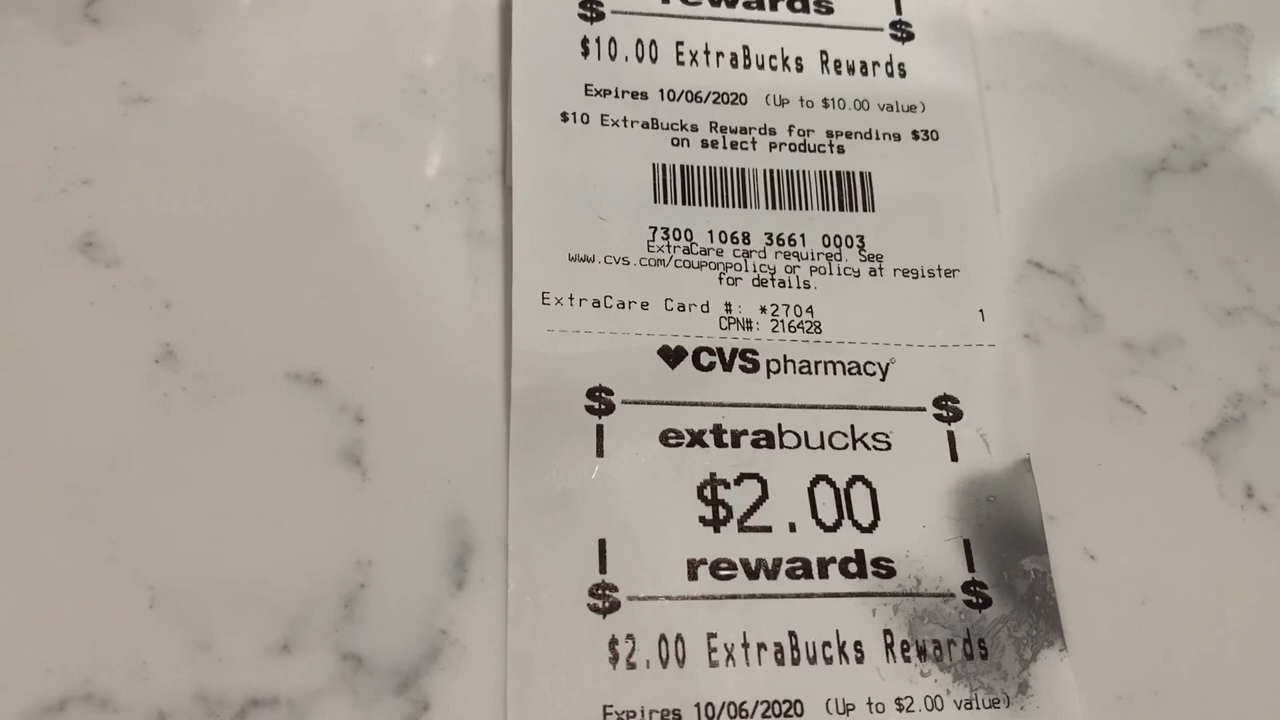 rewards
$ $
$10.00 ExtraBucks Rewards
Expires 10/06/2020 (Up to $10.00 value)
$10 ExtraBucks Rewards for spending $30
on select products
7300 1068 3661 0003
ExtraCare card required. See
www.cvs.com/couponpolicy or policy at register
for details.
ExtraCare Card #: *2704 1
CPN#: 216428
CVS pharmacy
$ $
extrabucks
$2.00
rewards
$ $
$2.00 ExtraBucks Rewards
Expires 10/06/2020 (Up to $2.00 value)